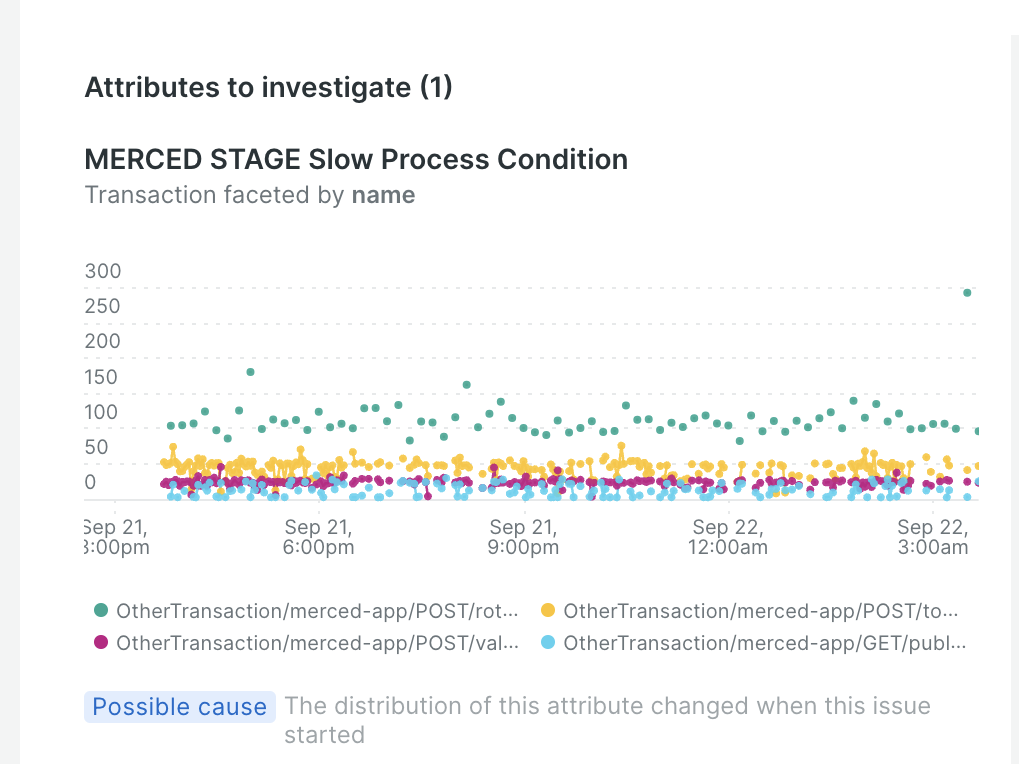 Attributes to investigate (1)
MERCED STAGE Slow Process Condition
Transaction faceted by name
300
250
200
150
100
50
0
Sep 21,
3:00pm
Sep 21,
6:00pm
Sep 21,
9:00pm
Sep 22,
12:00am
Sep 22,
3:00am
OtherTransaction/merced-app/POST/rot...
OtherTransaction/merced-app/POST/to...
OtherTransaction/merced-app/POST/val...
OtherTransaction/merced-app/GET/publ...
Possible cause
The distribution of this attribute changed when this issue
started